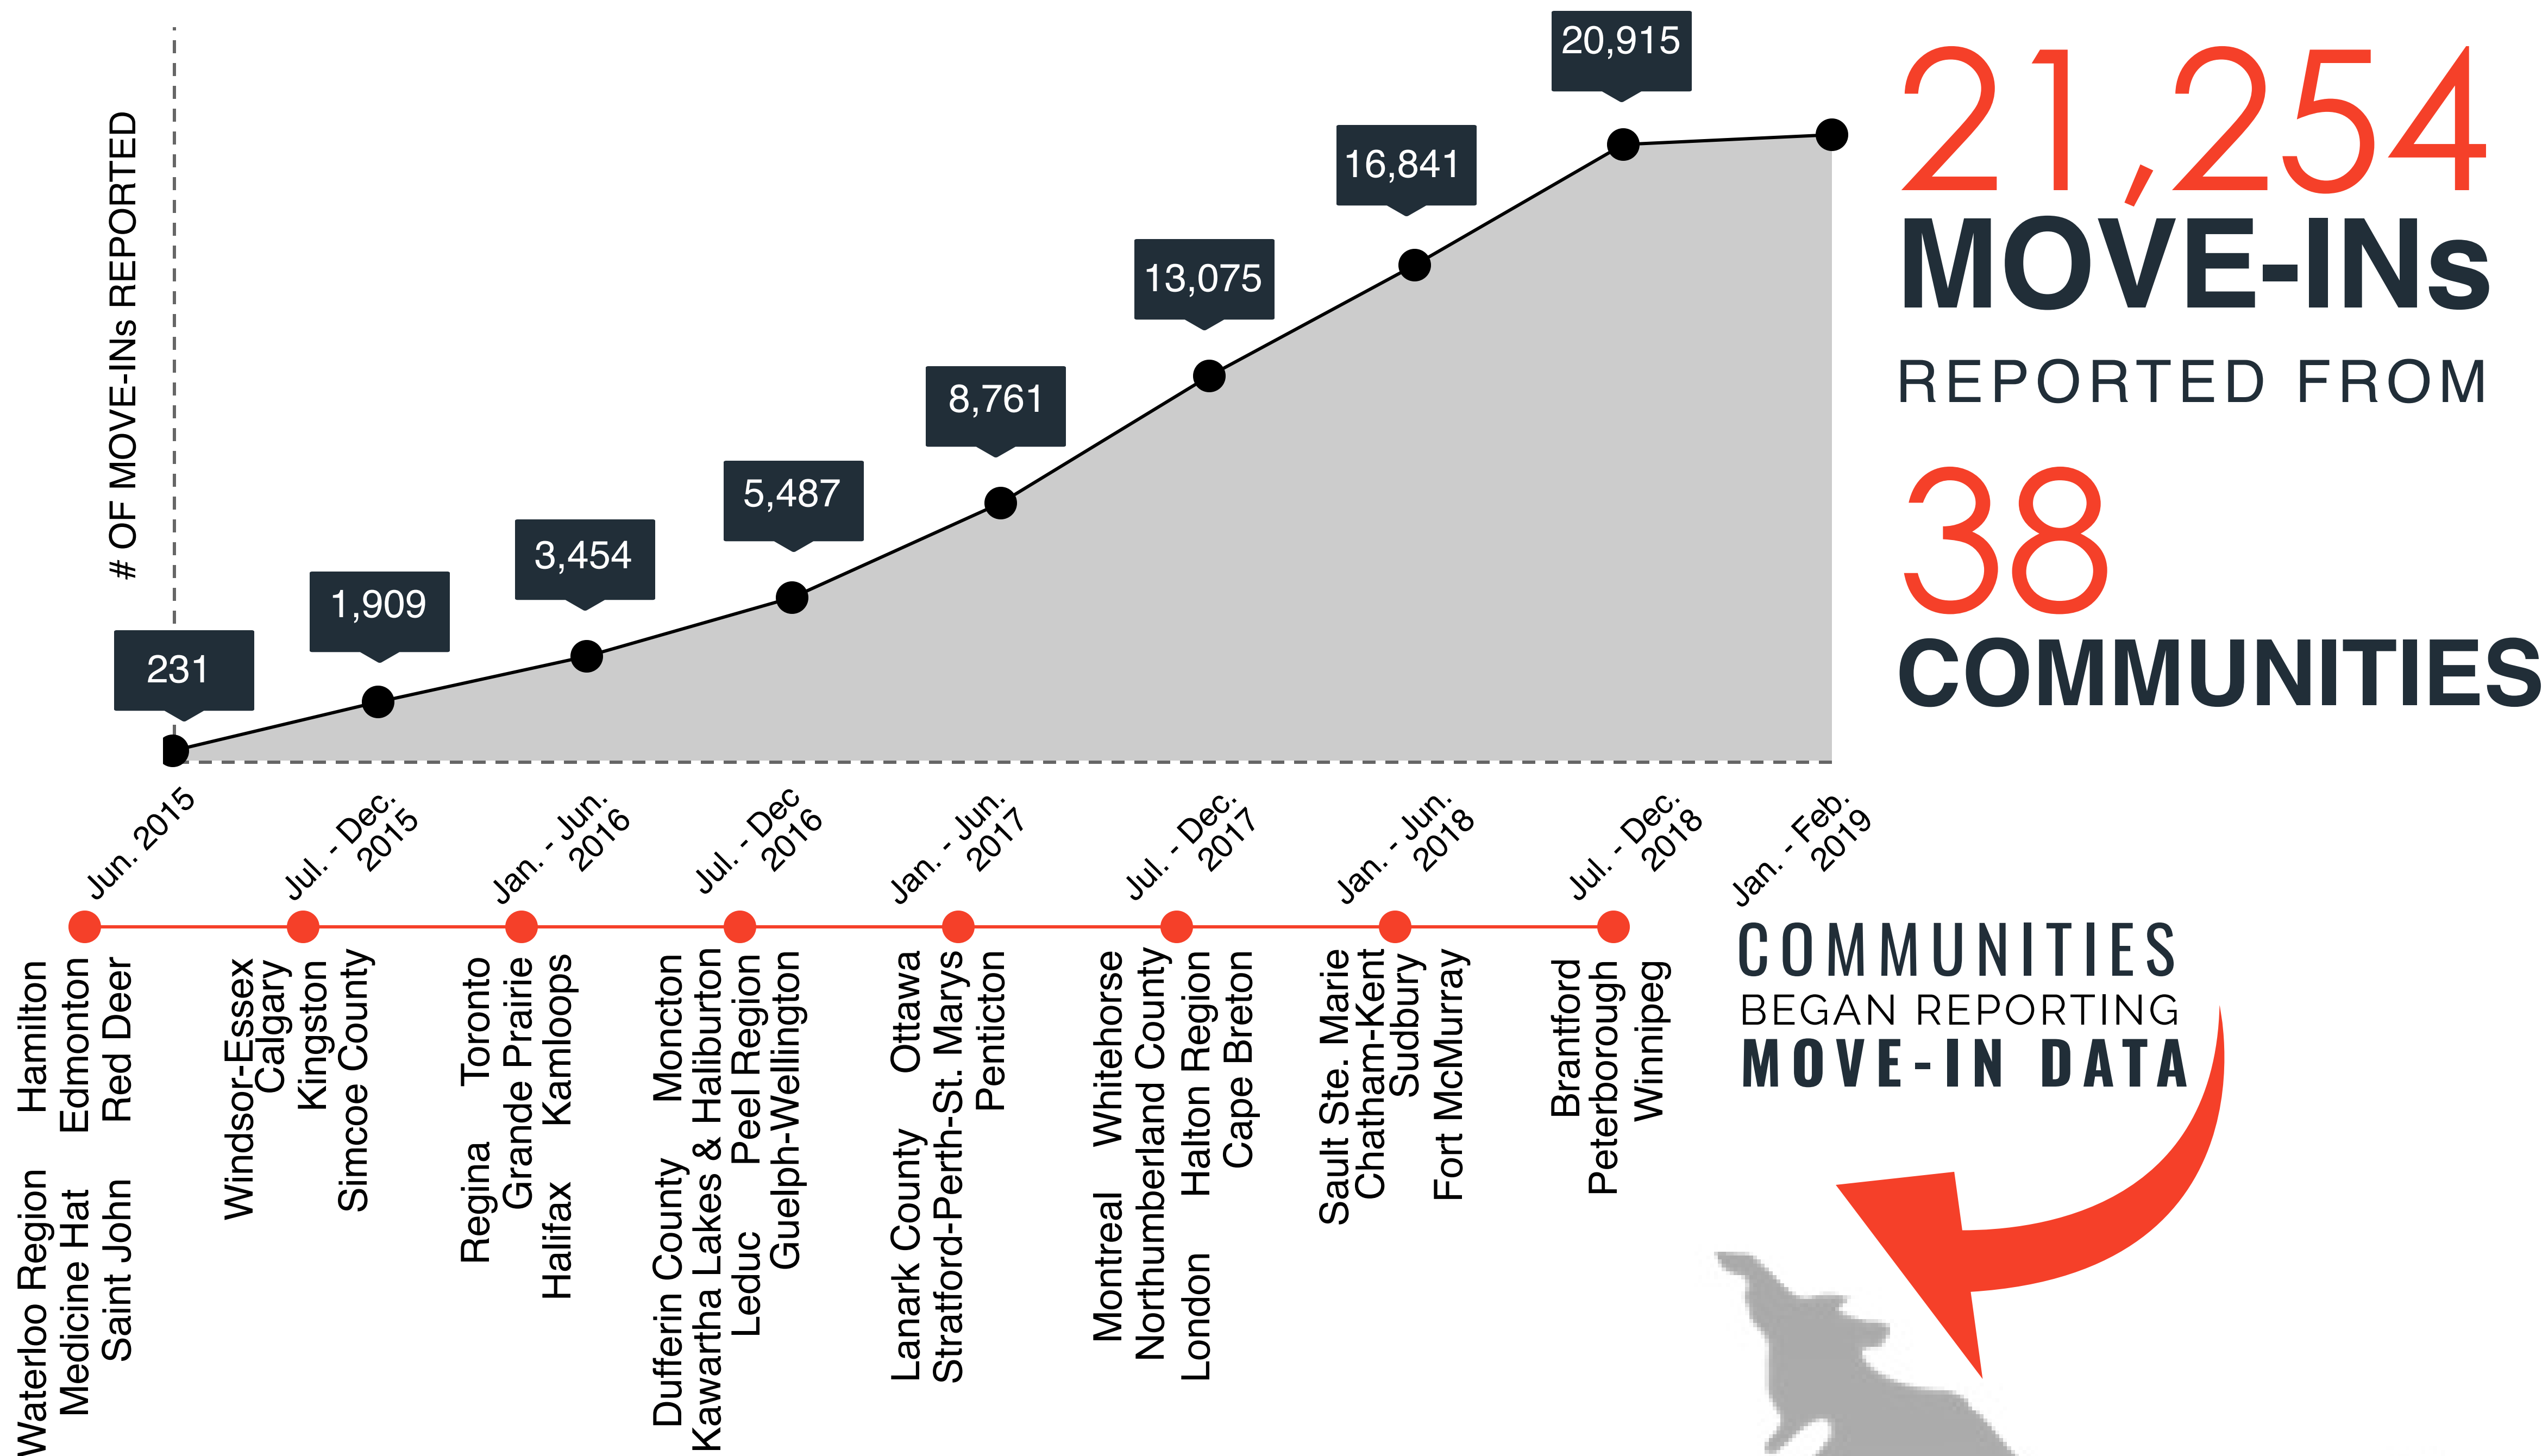 # OF MOVE-INs REPORTED
231
1,909
3,454
5,487
8,761
13,075
16,841
20,915
21,254
MOVE-INs
REPORTED FROM
38
COMMUNITIES
Jun. 2015
Jul. - Dec.
2015
Jan. - Jun.
2016
Jul. - Dec
2016
Jan. - Jun.
2017
Jul. - Dec.
2017
Jan. - Jun.
2018
Jul. - Dec.
2018
Jan. - Feb.
2019
Waterloo Region Hamilton
Medicine Hat Edmonton
Saint John Red Deer
Windsor-Essex
Calgary
Kingston
Simcoe County
Regina Toronto
Grande Prairie
Halifax Kamloops
Dufferin County Moncton
Kawartha Lakes & Haliburton
Leduc Peel Region
Guelph-Wellington
Lanark County Ottawa
Stratford-Perth-St. Marys
Penticton
Montreal Whitehorse
Northumberland County
London Halton Region
Cape Breton
Sault Ste. Marie
Chatham-Kent
Sudbury
Fort McMurray
Brantford
Peterborough
Winnipeg
COMMUNITIES
BEGAN REPORTING
MOVE-IN DATA